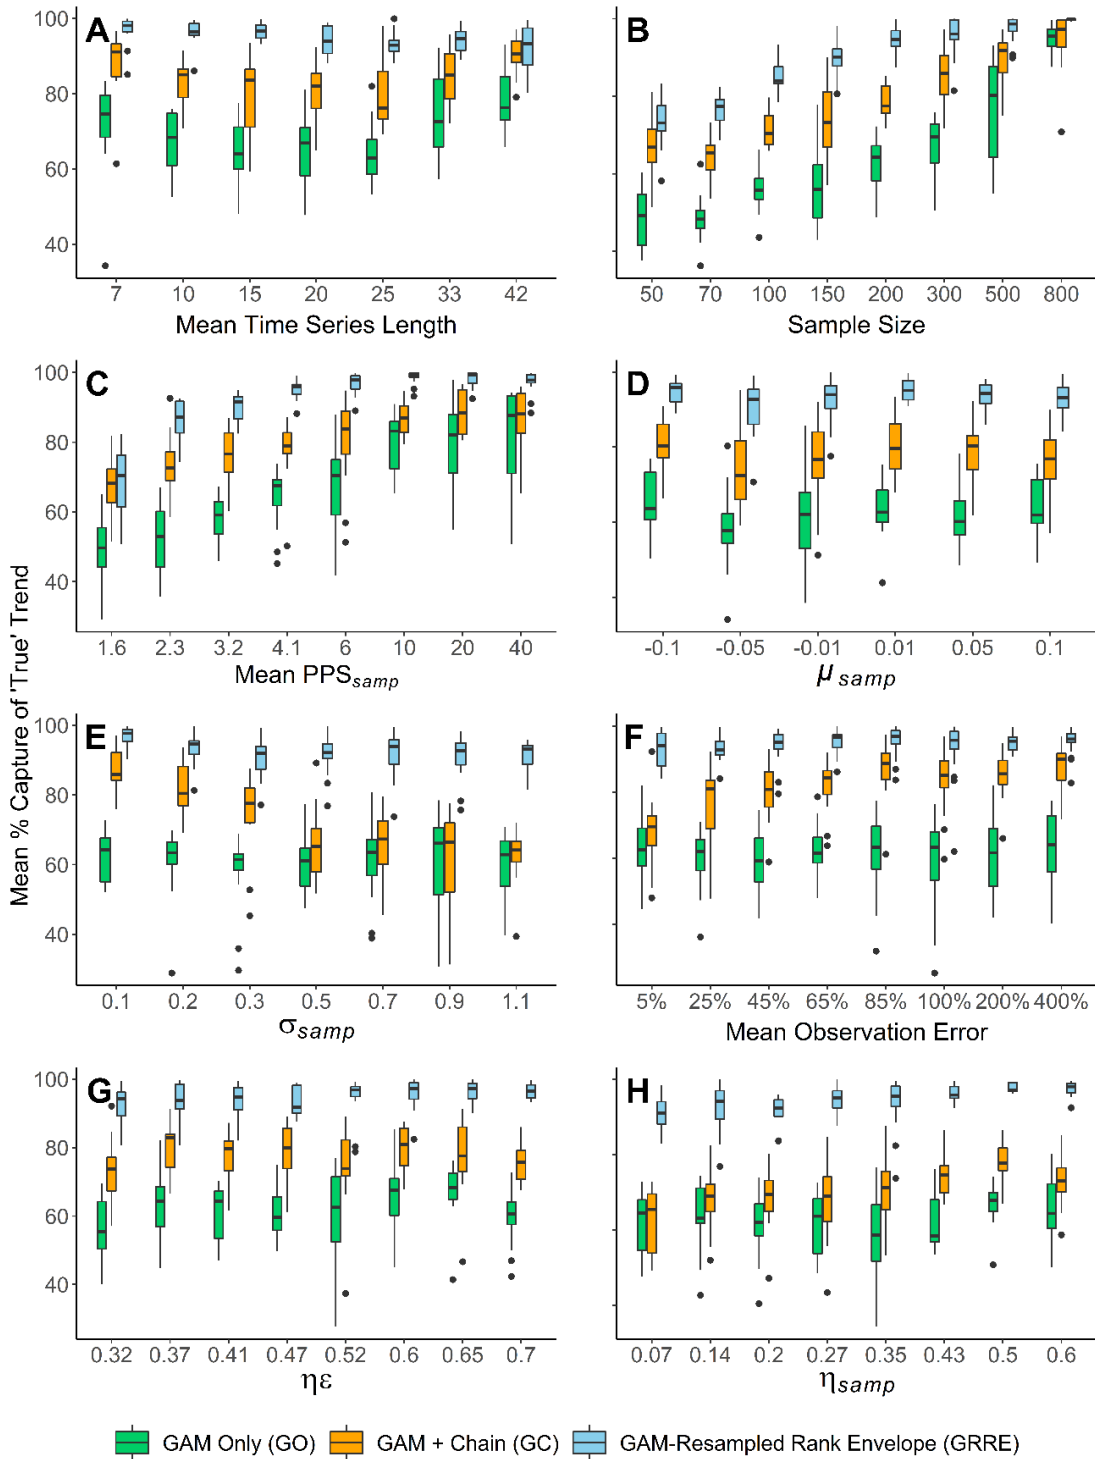 Mean % Capture of 'True' Trend
A
100
80
60
40
7 10 15 20 25 33 42
Mean Time Series Length
B
50 70 100 150 200 300 500 800
Sample Size
C
100
80
60
40
1.6 2.3 3.2 4.1 6 10 20 40
Mean PPSsamp
D
-0.1 -0.05 -0.01 0.01 0.05 0.1
μ samp
E
100
80
60
40
0.1 0.2 0.3 0.5 0.7 0.9 1.1
σsamp
F
5% 25% 45% 65% 85% 100% 200% 400%
Mean Observation Error
G
100
80
60
40
0.32 0.37 0.41 0.47 0.52 0.6 0.65 0.7
ηε
H
0.07 0.14 0.2 0.27 0.35 0.43 0.5 0.6
ηsamp
GAM Only (GO) GAM + Chain (GC) GAM-Resampled Rank Envelope (GRRE)